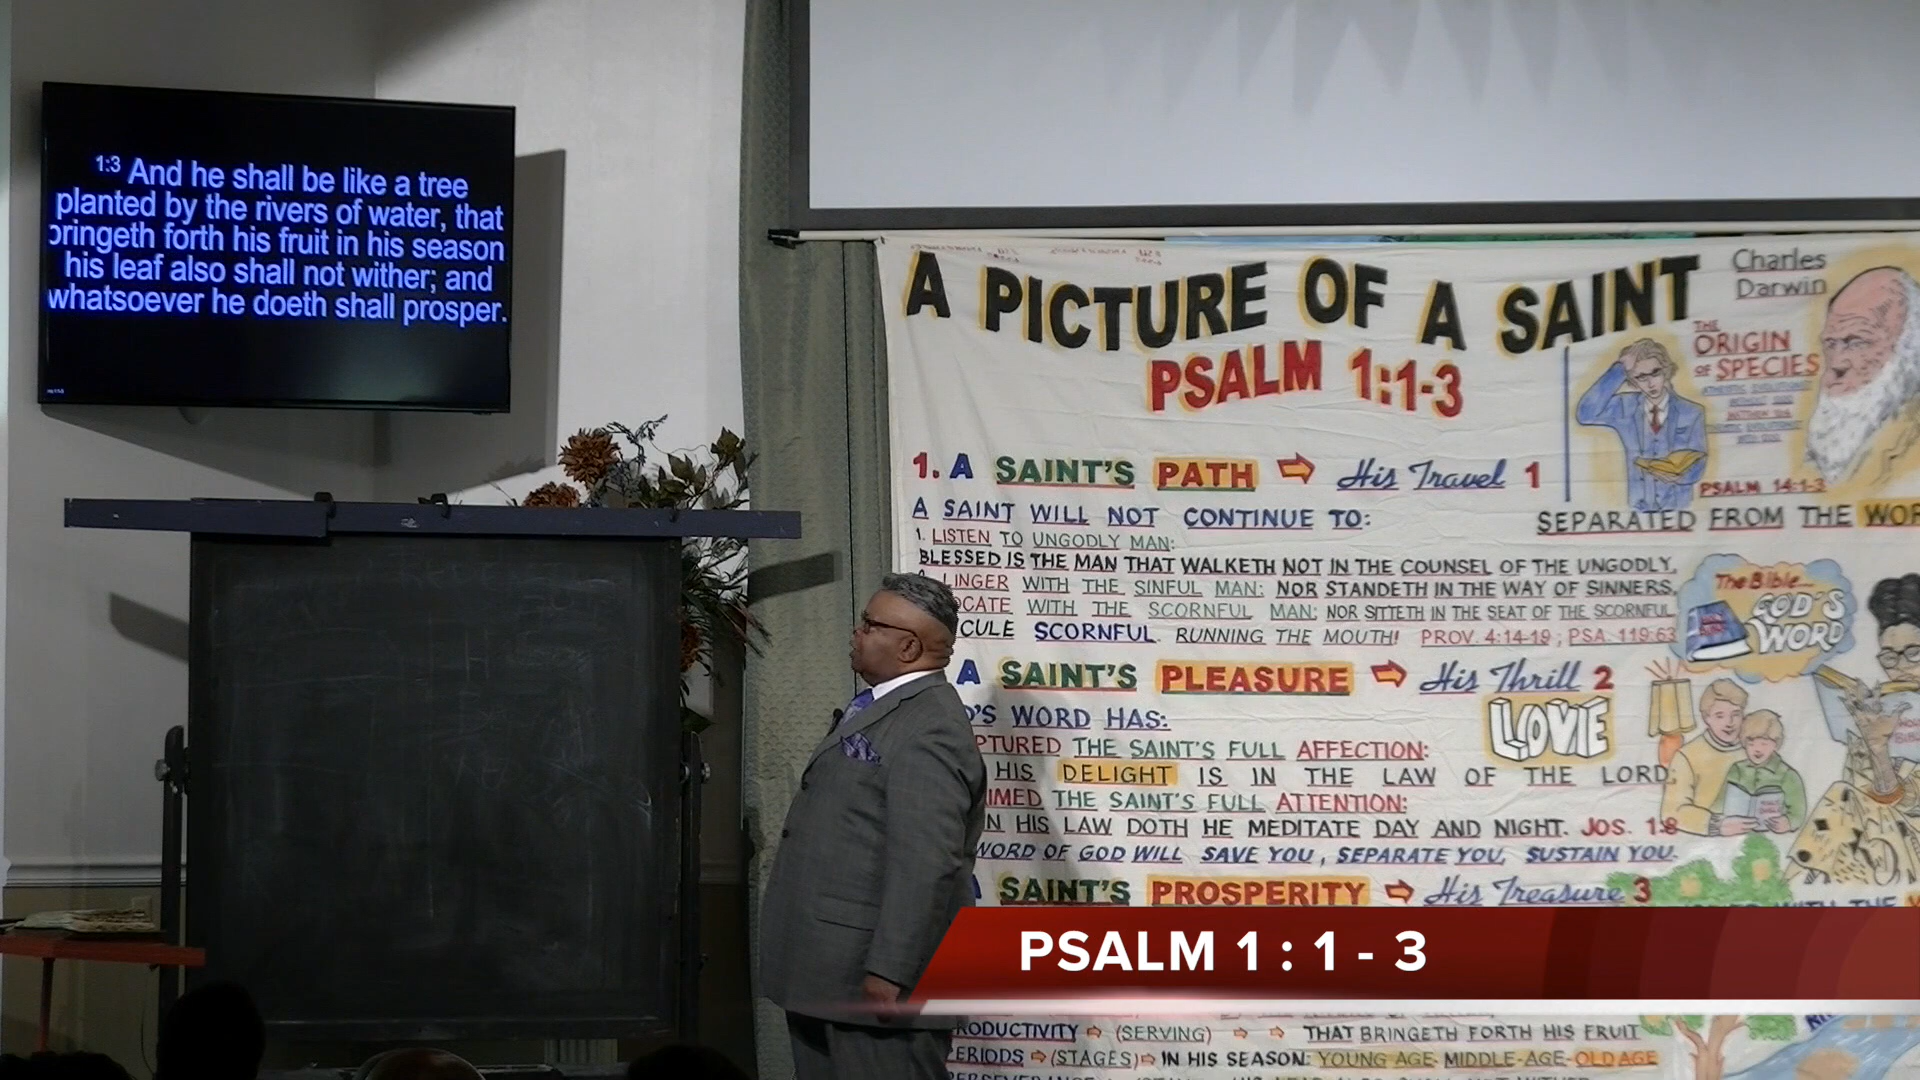 1:3 And he shall be like a tree
planted by the rivers of water, that
bringeth forth his fruit in his season
his leaf also shall not wither; and
whatsoever he doeth shall prosper.
A PICTURE OF A SAINT
PSALM 1:1-3
Charles
Darwin
THE
ORIGIN
OF SPECIES
PSALM 14:1-3
1. A SAINT'S PATH ⇨ His Travel 1
A SAINT WILL NOT CONTINUE TO:
SEPARATED FROM THE WOR
1. LISTEN TO UNGODLY MAN:
BLESSED IS THE MAN THAT WALKETH NOT IN THE COUNSEL OF THE UNGODLY,
LINGER WITH THE SINFUL MAN: NOR STANDETH IN THE WAY OF SINNERS,
OCATE WITH THE SCORNFUL MAN: NOR SITTETH IN THE SEAT OF THE SCORNFUL
CULE SCORNFUL. RUNNING THE MOUTH! PROV. 4:14-19; PSA. 119:63
The Bible
GOD'S
WORD
A SAINT'S PLEASURE ⇨ His Thrill 2
D'S WORD HAS:
LOVE
PTURED THE SAINT'S FULL AFFECTION:
HIS DELIGHT IS IN THE LAW OF THE LORD;
IMED THE SAINT'S FULL ATTENTION:
N HIS LAW DOTH HE MEDITATE DAY AND NIGHT. JOS. 1:8
WORD OF GOD WILL SAVE YOU, SEPARATE YOU, SUSTAIN YOU.
SAINT'S PROSPERITY ⇨ His Treasure 3
PSALM 1 : 1 - 3
RODUCTIVITY ⇨ (SERVING) ⇨ ⇨ THAT BRINGETH FORTH HIS FRUIT
ERIODS ⇨ (STAGES) ⇨ IN HIS SEASON: YOUNG AGE- MIDDLE-AGE-OLD AGE